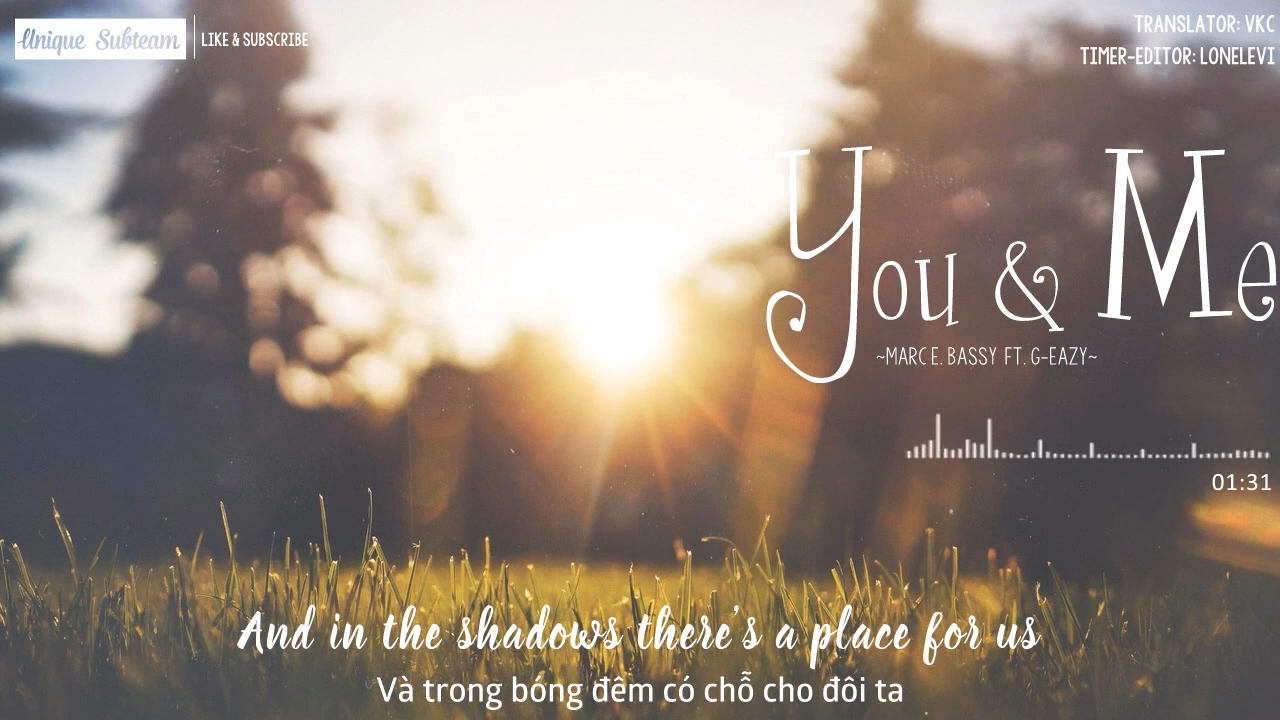 Unique Subteam
LIKE & SUBSCRIBE
TRANSLATOR: VKC
TIMER-EDITOR: LONELEVI
You & Me
~MARC E. BASSY FT. G-EAZY~
01:31
And in the shadows there's a place for us
Và trong bóng đêm có chỗ cho đôi ta